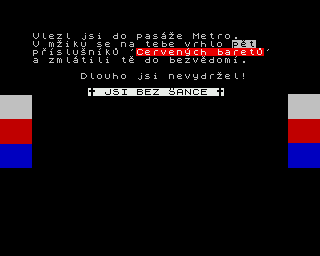 Vlezl jsi do pasáže Metro.
V mžiku se na tebe vrhlo pět
příslušníků 'červených baretů'
a zmlátili tě do bezvědomí.
Dlouho jsi nevydržel!
✝ JSI BEZ ŠANCE ✝